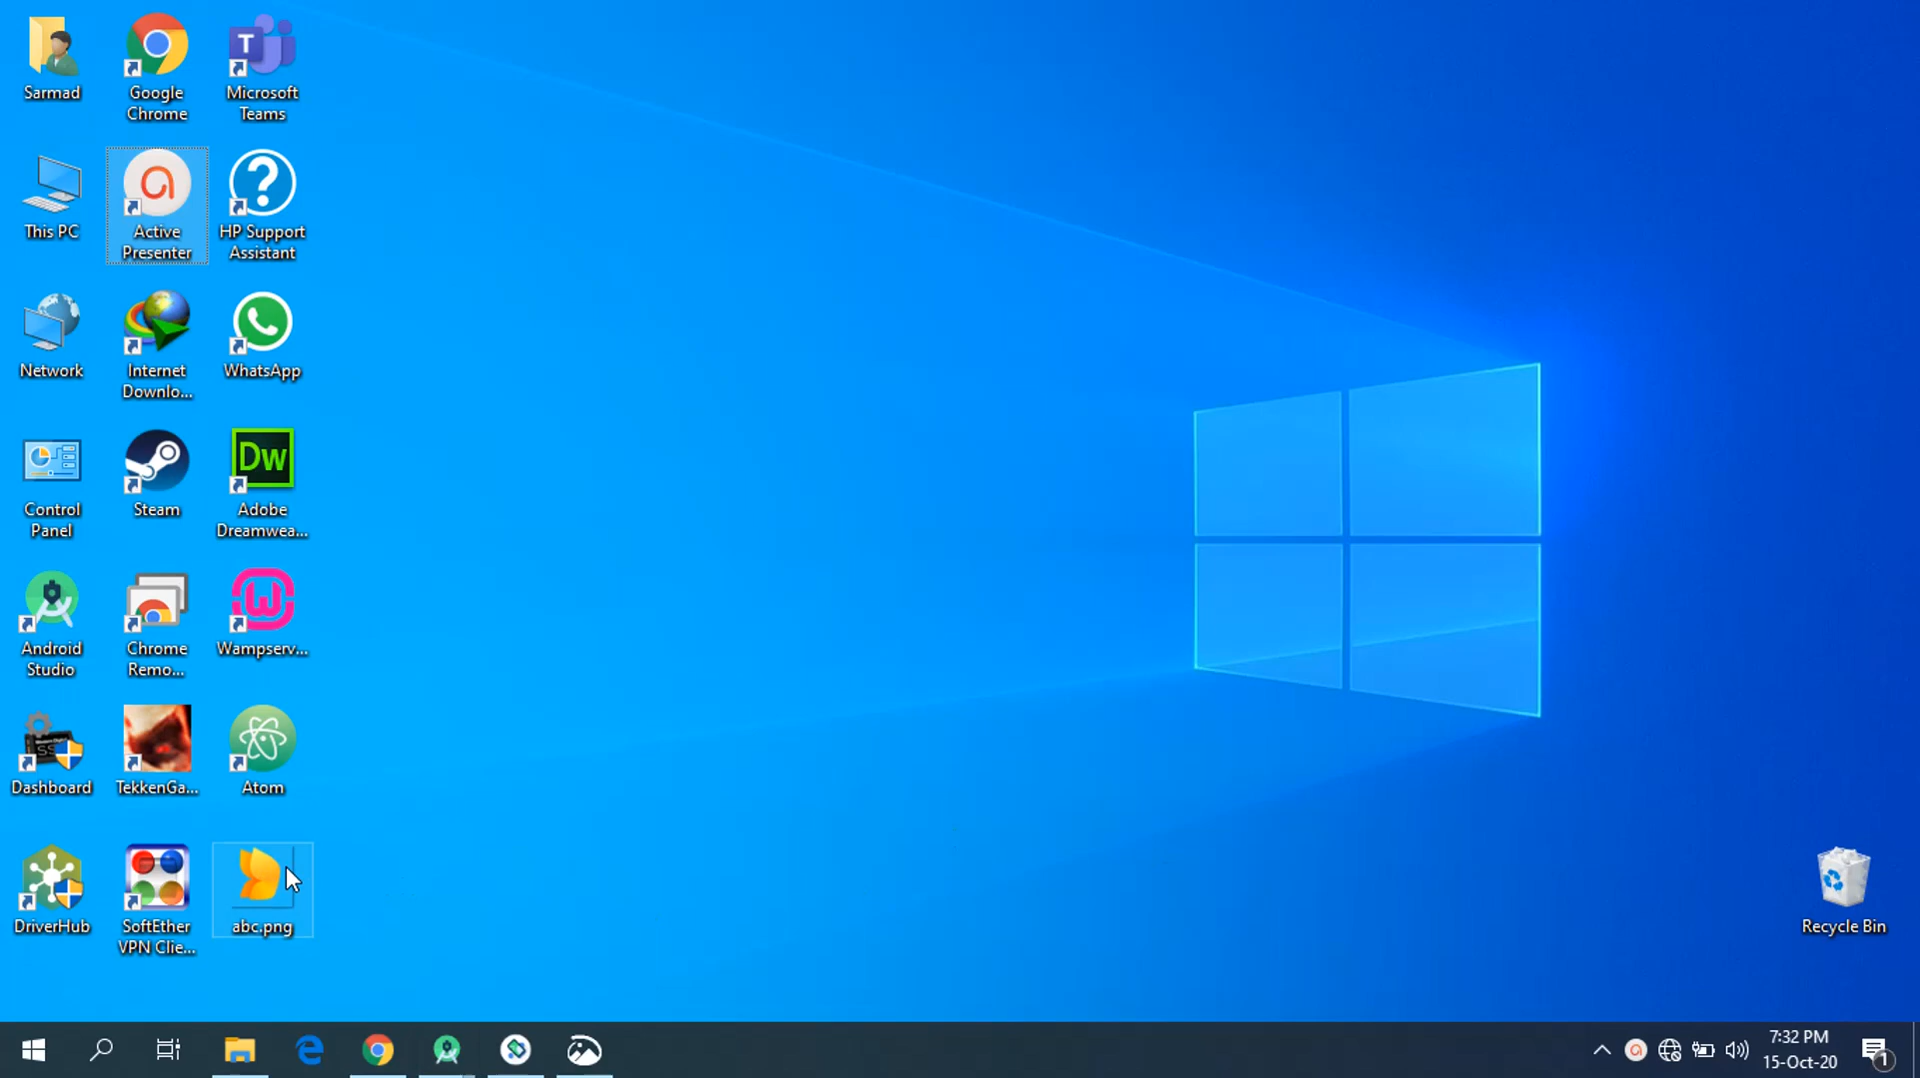 Sarmad
Google
Chrome
T
Microsoft
Teams
This PC
Active
Presenter
?
HP Support
Assistant
Network
Internet
Downlo...
WhatsApp
Control
Panel
Steam
Dw
Adobe
Dreamwea...
Android
Studio
Chrome
Remo...
W
Wampserv...
Dashboard
TekkenGa...
Atom
DriverHub
SoftEther
VPN Clie...
abc.png
Recycle Bin
7:32 PM
15-Oct-20
1